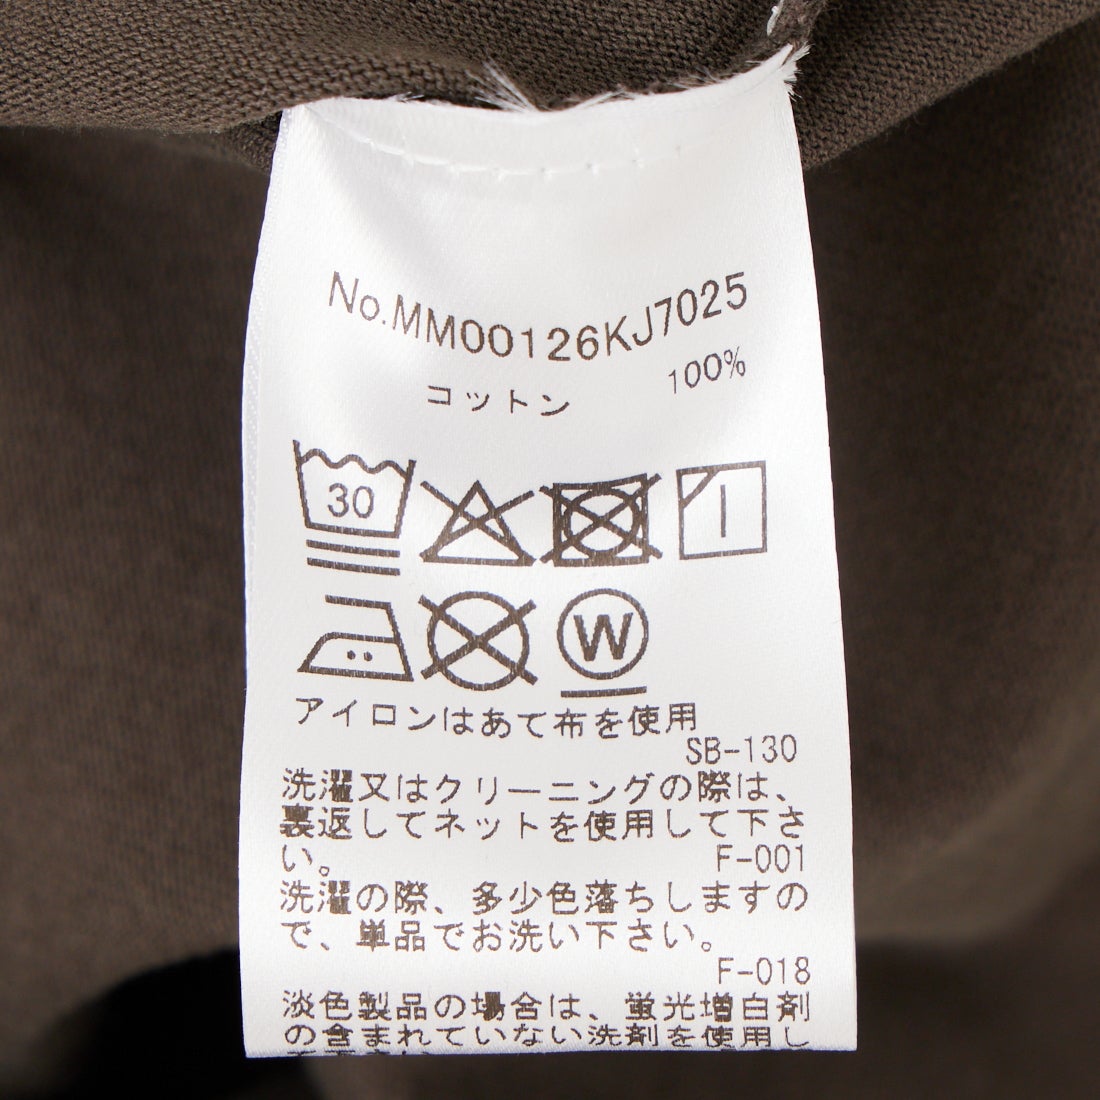 No.MM00126KJ7025
コットン 100%
30
W
アイロンはあて布を使用
SB-130
洗濯又はクリーニングの際は、
裏返してネットを使用して下さ
い。
F-001
洗濯の際、多少色落ちしますの
で、単品でお洗い下さい。
F-018
淡色製品の場合は、蛍光増白剤
の含まれていない洗剤を使用し